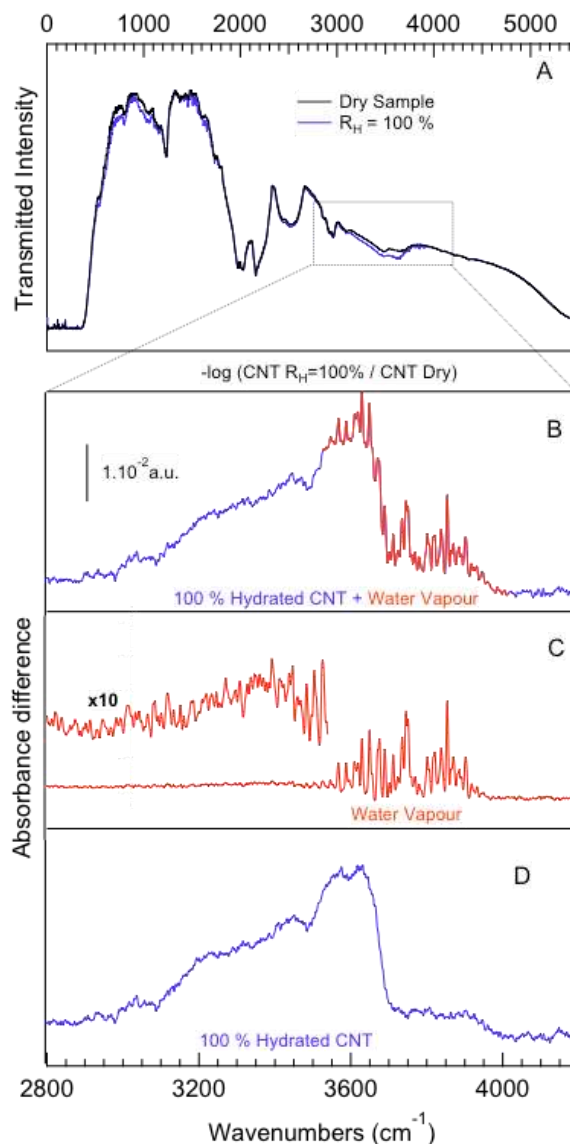 0 1000 2000 3000 4000 5000
A
Dry Sample
R_H = 100 %
Transmitted Intensity
-log (CNT R_H=100% / CNT Dry)
B
1.10^-2 a.u.
100 % Hydrated CNT + Water Vapour
C
x10
Absorbance difference
Water Vapour
D
100 % Hydrated CNT
2800 3200 3600 4000
Wavenumbers (cm^-1)